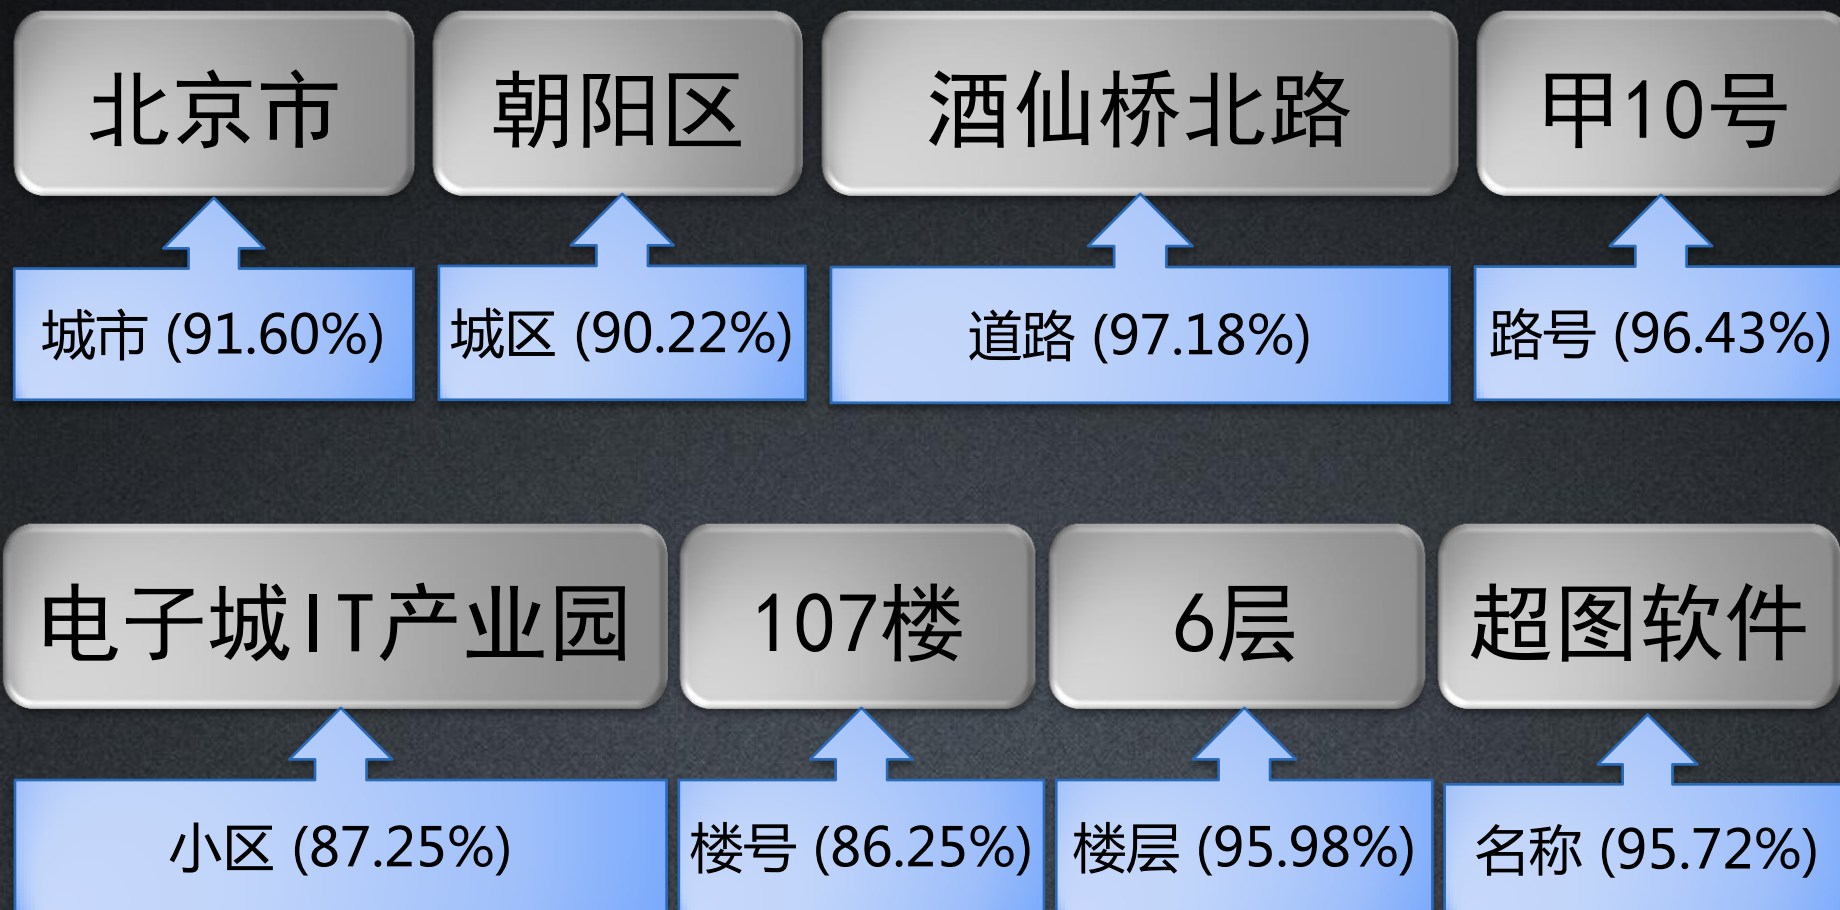 北京市 朝阳区 酒仙桥北路 甲10号
城市 (91.60%) 城区 (90.22%) 道路 (97.18%) 路号 (96.43%)
电子城IT产业园 107楼 6层 超图软件
小区 (87.25%) 楼号 (86.25%) 楼层 (95.98%) 名称 (95.72%)